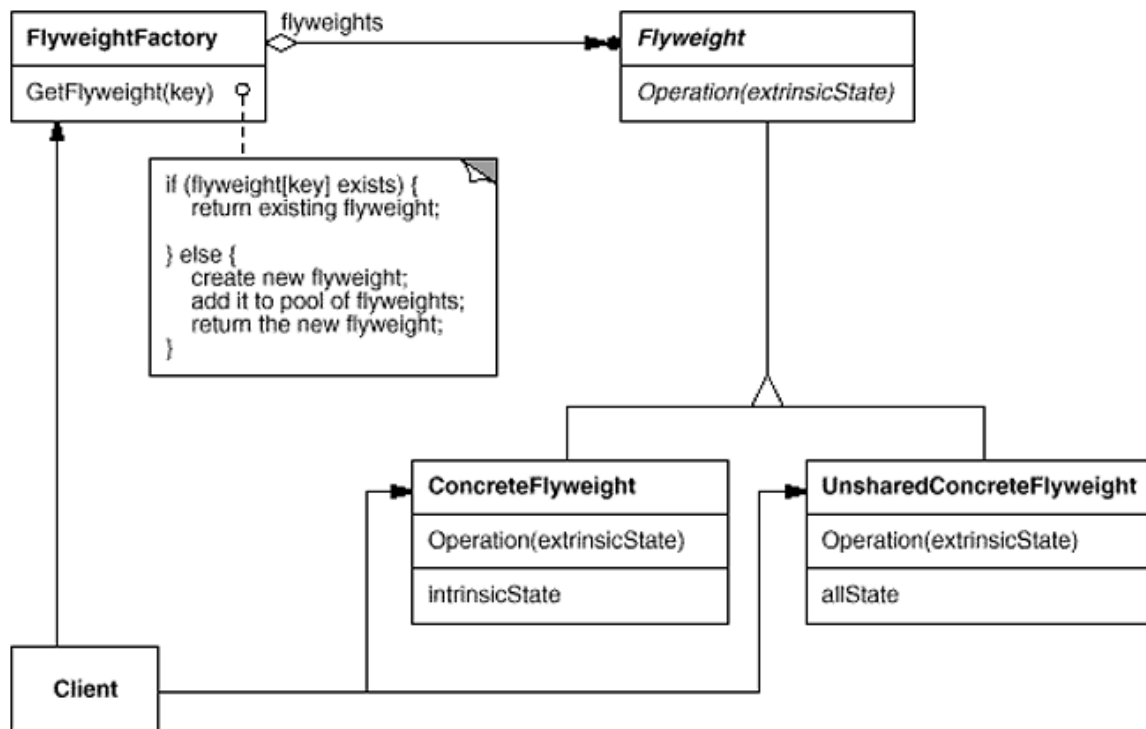 FlyweightFactory
GetFlyweight(key)
flyweights
Flyweight
Operation(extrinsicState)
if (flyweight[key] exists) {
return existing flyweight;
} else {
create new flyweight;
add it to pool of flyweights;
return the new flyweight;
}
ConcreteFlyweight
Operation(extrinsicState)
intrinsicState
UnsharedConcreteFlyweight
Operation(extrinsicState)
allState
Client